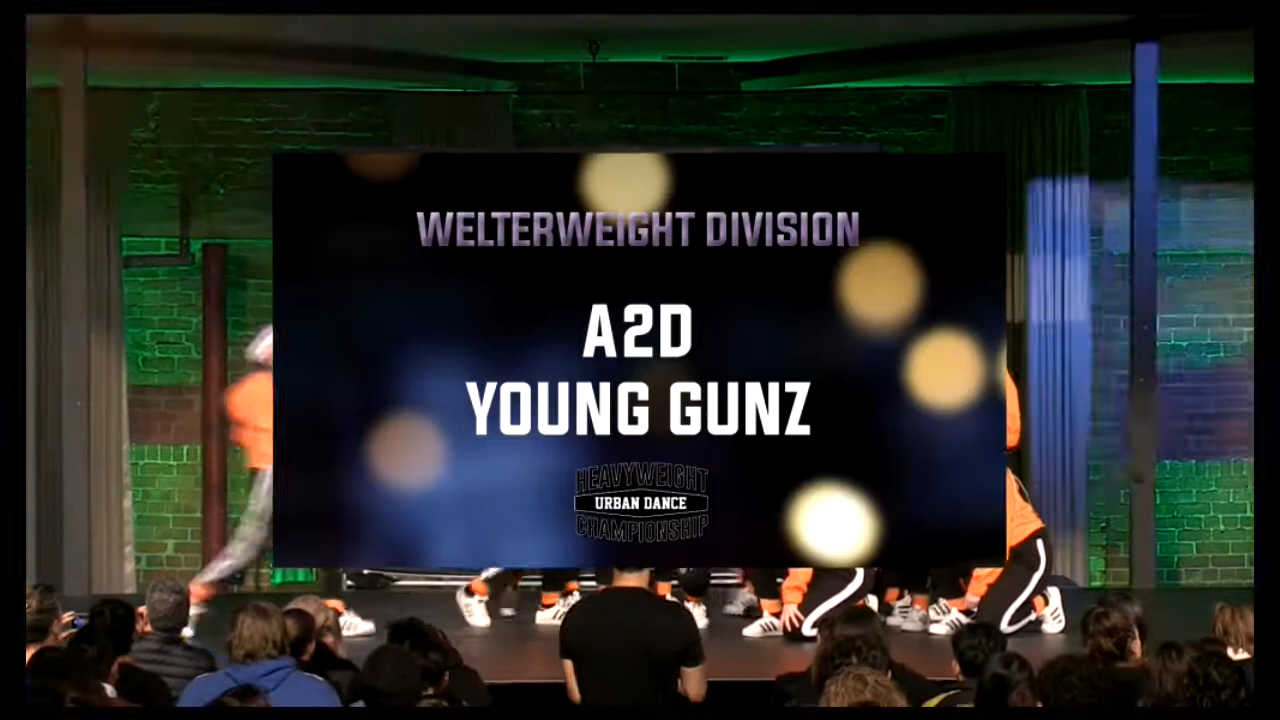 WELTERWEIGHT DIVISION
A2D
YOUNG GUNZ
HEAVYWEIGHT
URBAN DANCE
CHAMPIONSHIP